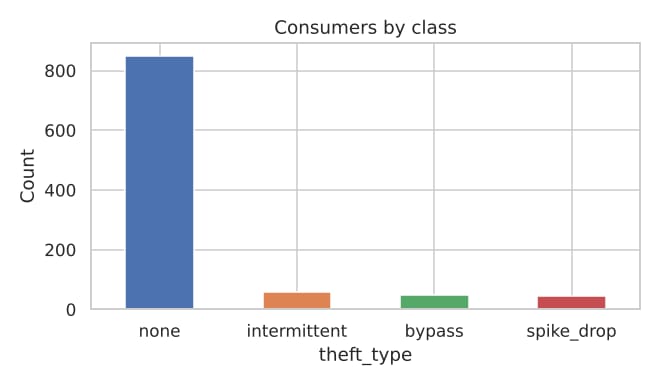 Consumers by class
Count
800
600
400
200
0
none intermittent bypass spike_drop
theft_type